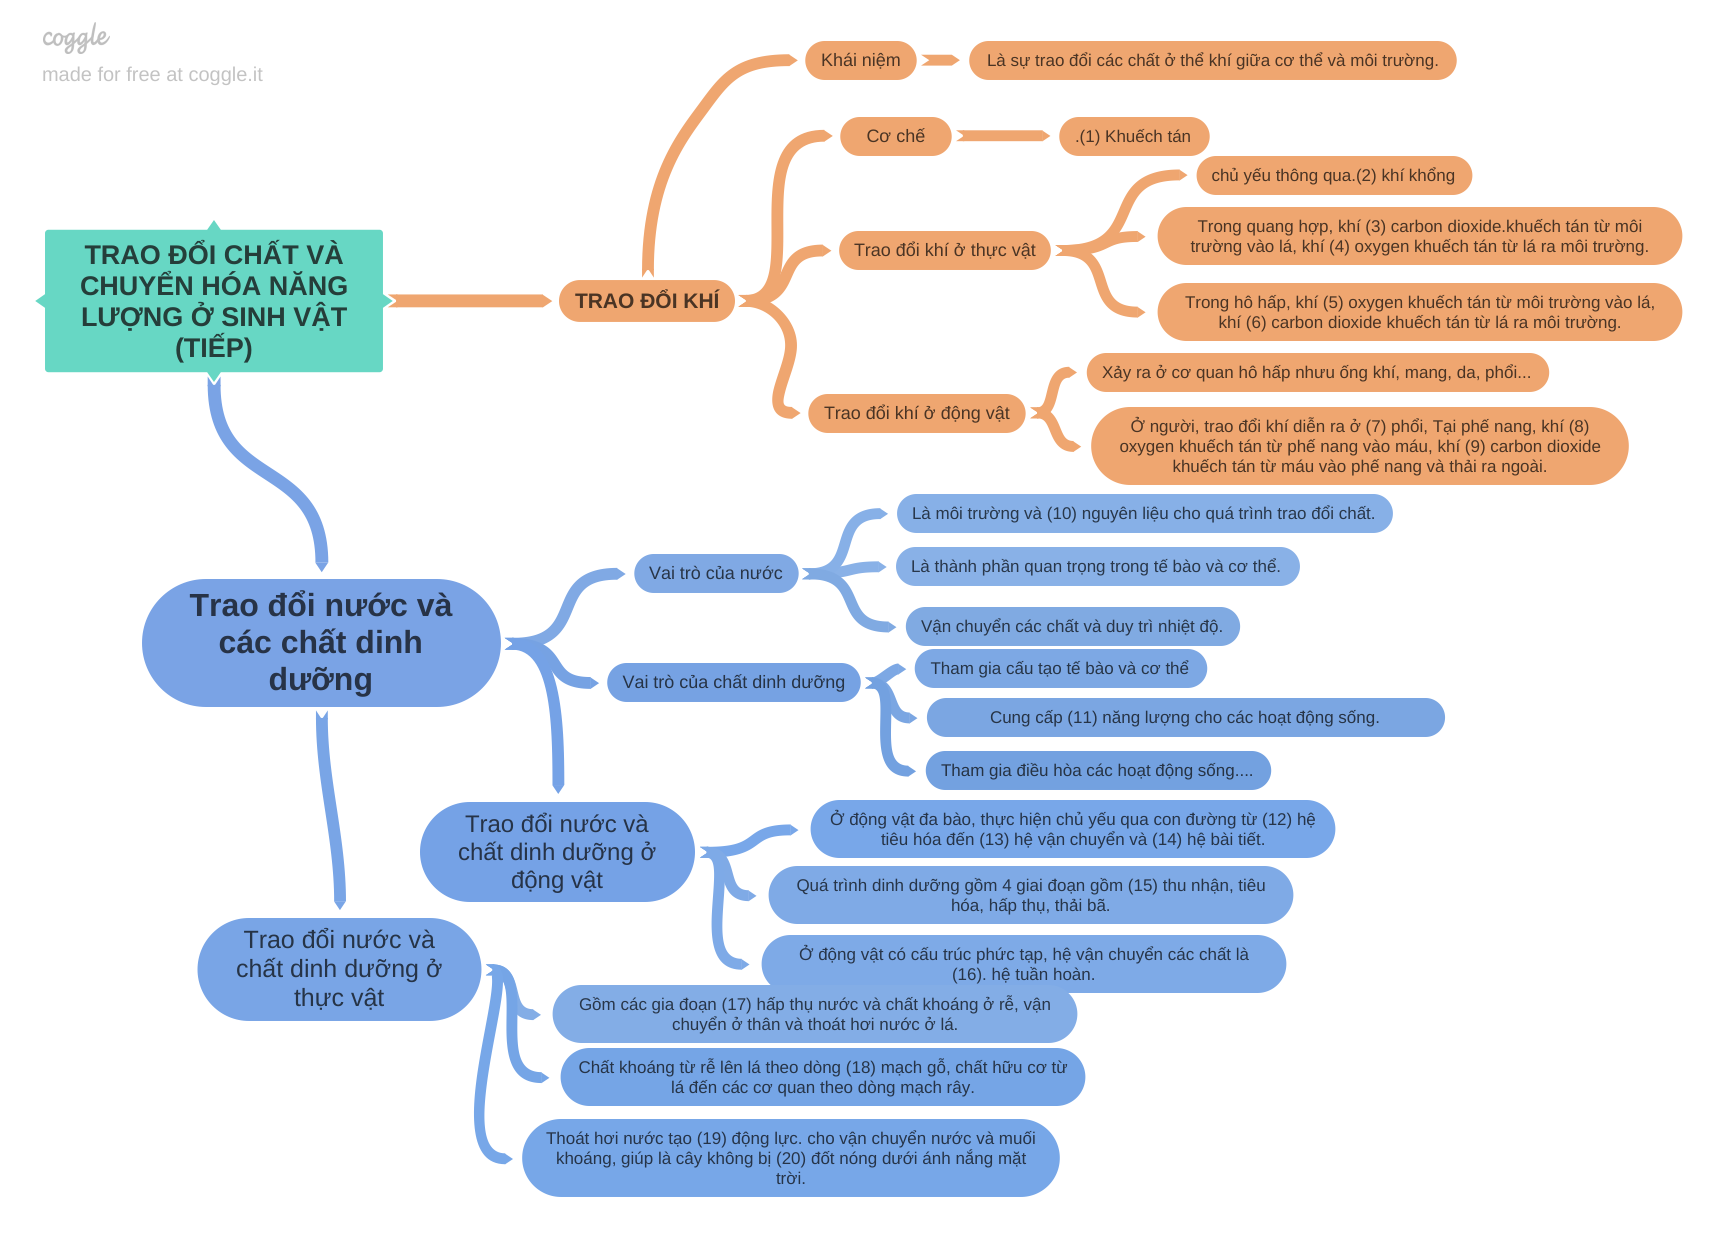 coggle
made for free at coggle.it
TRAO ĐỔI CHẤT VÀ
CHUYỂN HÓA NĂNG
LƯỢNG Ở SINH VẬT
(TIẾP)
TRAO ĐỔI KHÍ
Khái niệm
Là sự trao đổi các chất ở thể khí giữa cơ thể và môi trường.
Cơ chế
.(1) Khuếch tán
Trao đổi khí ở thực vật
chủ yếu thông qua.(2) khí khổng
Trong quang hợp, khí (3) carbon dioxide.khuếch tán từ môi
trường vào lá, khí (4) oxygen khuếch tán từ lá ra môi trường.
Trong hô hấp, khí (5) oxygen khuếch tán từ môi trường vào lá,
khí (6) carbon dioxide khuếch tán từ lá ra môi trường.
Trao đổi khí ở động vật
Xảy ra ở cơ quan hô hấp nhưu ống khí, mang, da, phổi...
Ở người, trao đổi khí diễn ra ở (7) phổi, Tại phế nang, khí (8)
oxygen khuếch tán từ phế nang vào máu, khí (9) carbon dioxide
khuếch tán từ máu vào phế nang và thải ra ngoài.
Trao đổi nước và
các chất dinh
dưỡng
Vai trò của nước
Là môi trường và (10) nguyên liệu cho quá trình trao đổi chất.
Là thành phần quan trọng trong tế bào và cơ thể.
Vận chuyển các chất và duy trì nhiệt độ.
Vai trò của chất dinh dưỡng
Tham gia cấu tạo tế bào và cơ thể
Cung cấp (11) năng lượng cho các hoạt động sống.
Tham gia điều hòa các hoạt động sống....
Trao đổi nước và
chất dinh dưỡng ở
động vật
Ở động vật đa bào, thực hiện chủ yếu qua con đường từ (12) hệ
tiêu hóa đến (13) hệ vận chuyển và (14) hệ bài tiết.
Quá trình dinh dưỡng gồm 4 giai đoạn gồm (15) thu nhận, tiêu
hóa, hấp thụ, thải bã.
Ở động vật có cấu trúc phức tạp, hệ vận chuyển các chất là
(16). hệ tuần hoàn.
Trao đổi nước và
chất dinh dưỡng ở
thực vật
Gồm các gia đoạn (17) hấp thụ nước và chất khoáng ở rễ, vận
chuyển ở thân và thoát hơi nước ở lá.
Chất khoáng từ rễ lên lá theo dòng (18) mạch gỗ, chất hữu cơ từ
lá đến các cơ quan theo dòng mạch rây.
Thoát hơi nước tạo (19) động lực. cho vận chuyển nước và muối
khoáng, giúp là cây không bị (20) đốt nóng dưới ánh nắng mặt
trời.